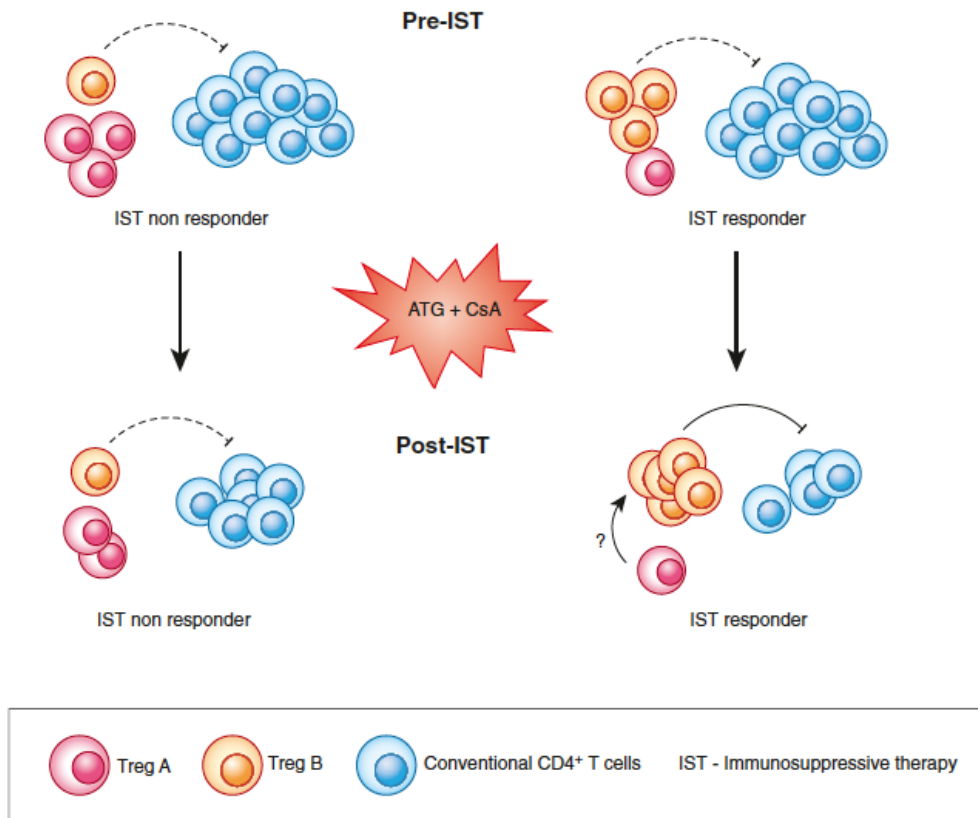 Pre-IST
IST non responder
IST responder
ATG + CsA
Post-IST
?
IST non responder
IST responder
Treg A
Treg B
Conventional CD4⁺ T cells
IST - Immunosuppressive therapy